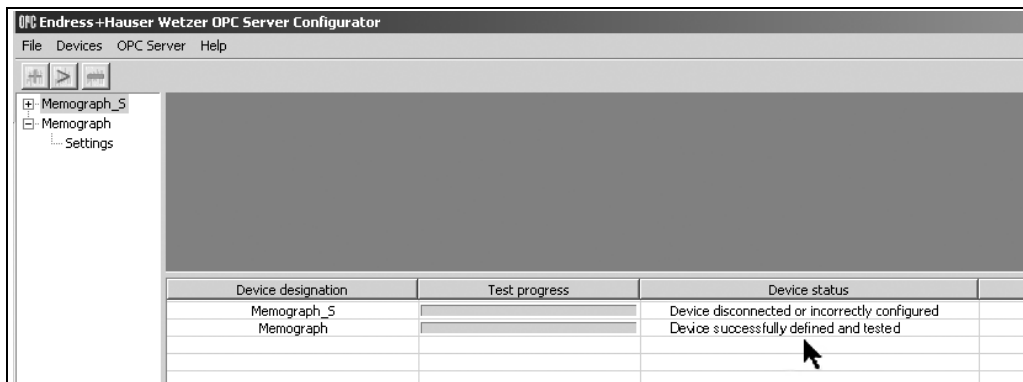 OPC Endress+Hauser Wetzer OPC Server Configurator
File Devices OPC Server Help
Memograph_S
Memograph
Settings
Device designation Test progress Device status
Memograph_S Device disconnected or incorrectly configured
Memograph Device successfully defined and tested